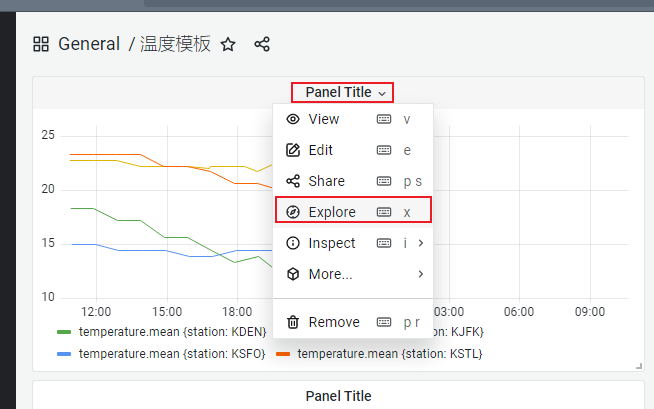 General / 温度模板
Panel Title
View v
Edit e
Share p s
Explore x
Inspect i
More...
Remove p r
25
20
15
10
12:00 15:00 18:00 03:00 06:00 09:00
temperature.mean {station: KDEN} {station: KJFK}
temperature.mean {station: KSFO} temperature.mean {station: KSTL}
Panel Title